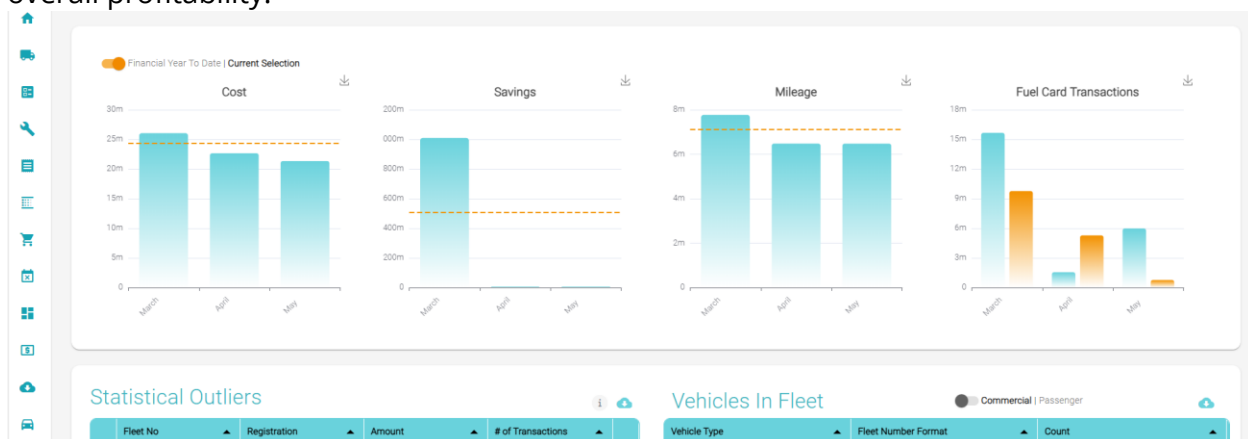 overall profitability.
Financial Year To Date | Current Selection
Cost
30m
25m
20m
15m
10m
5m
0
March
April
May
Savings
200m
000m
800m
600m
400m
200m
0
March
April
May
Mileage
8m
6m
4m
2m
0
March
April
May
Fuel Card Transactions
18m
15m
12m
9m
6m
3m
0
March
April
May
Statistical Outliers
i
Fleet No
Registration
Amount
# of Transactions
Vehicles In Fleet
Commercial | Passenger
Vehicle Type
Fleet Number Format
Count